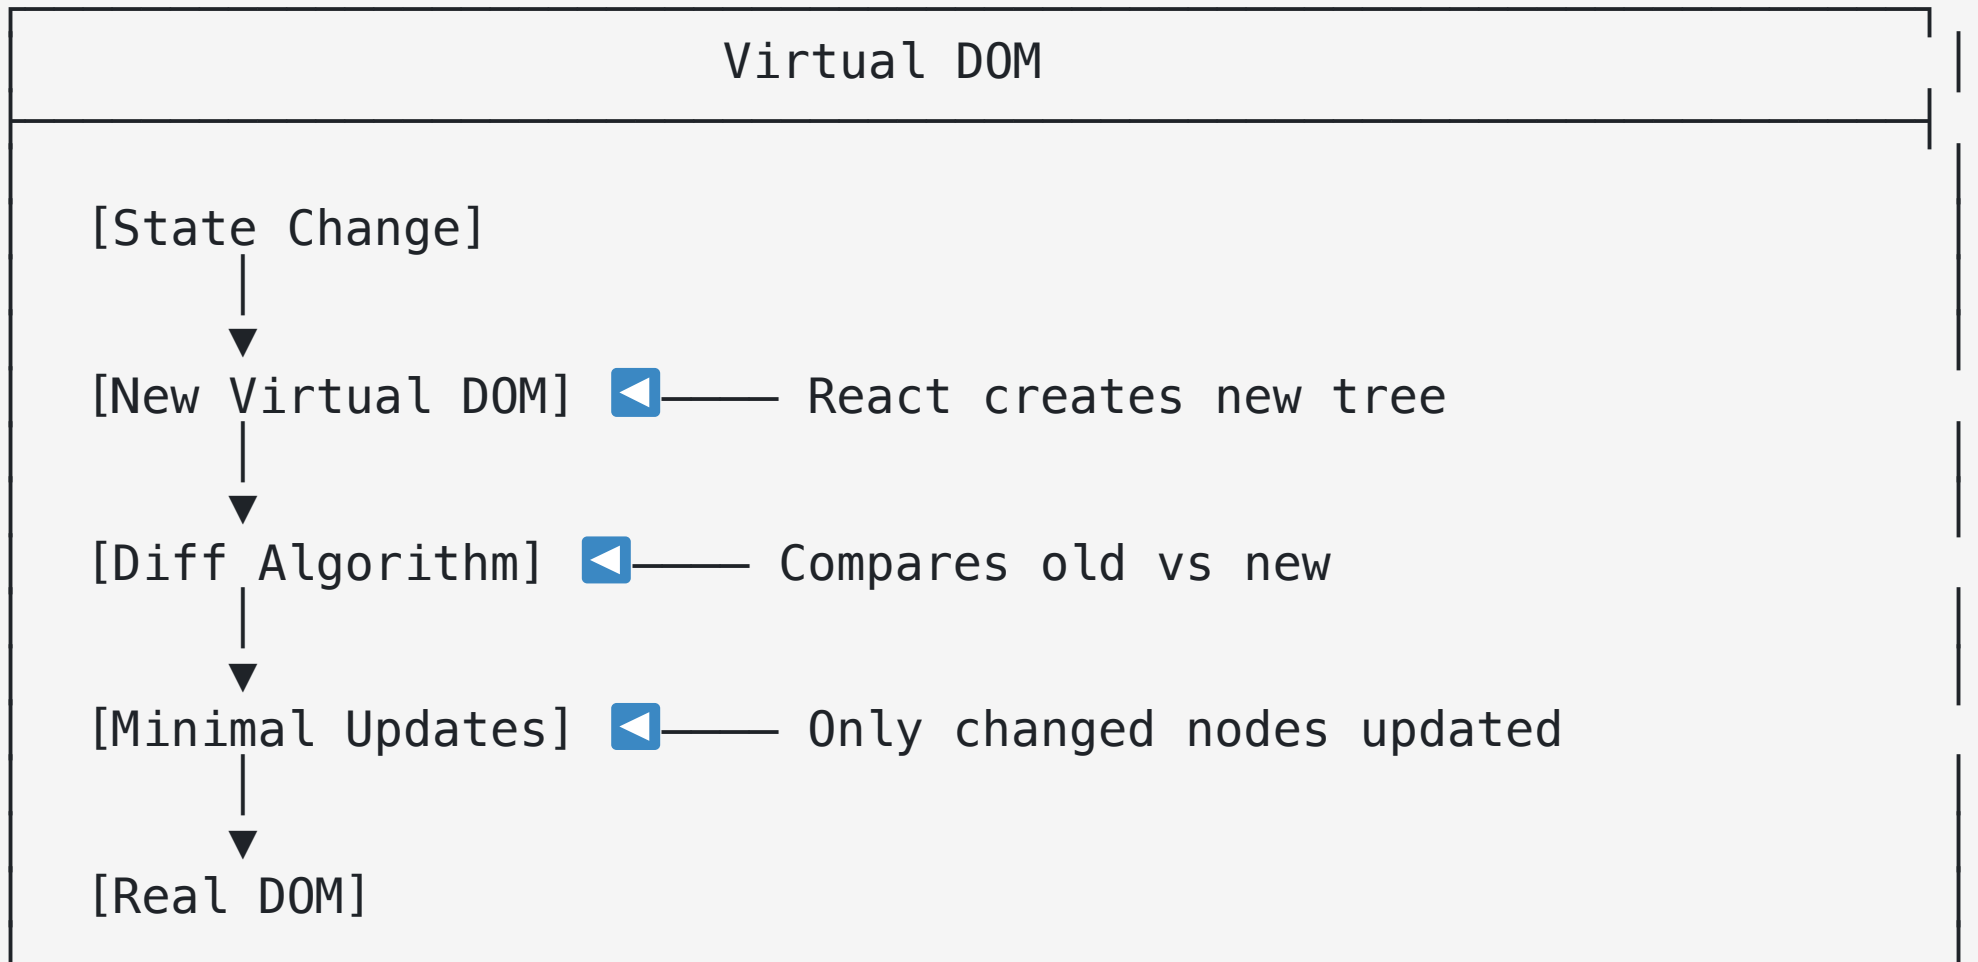 Virtual DOM
[State Change]
[New Virtual DOM] ◀──── React creates new tree
[Diff Algorithm] ◀──── Compares old vs new
[Minimal Updates] ◀──── Only changed nodes updated
[Real DOM]